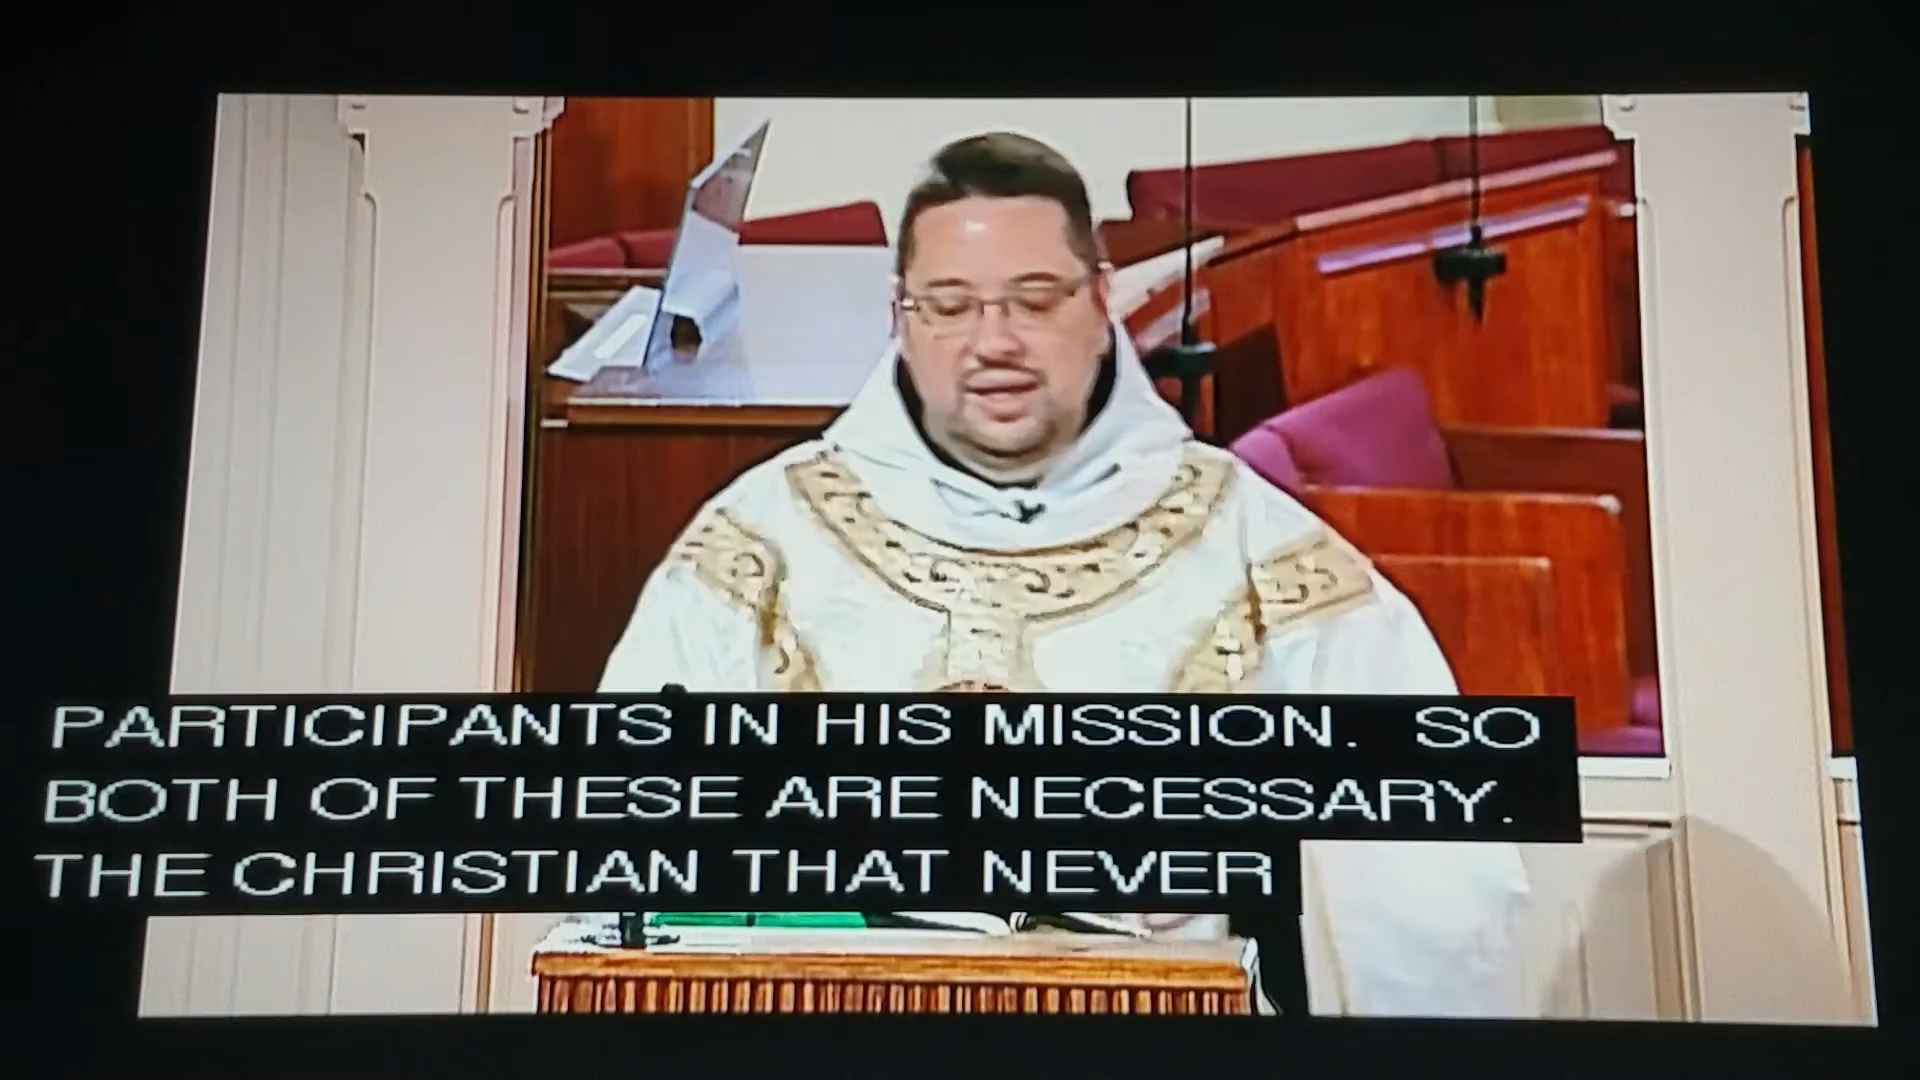 PARTICIPANTS IN HIS MISSION. SO
BOTH OF THESE ARE NECESSARY.
THE CHRISTIAN THAT NEVER